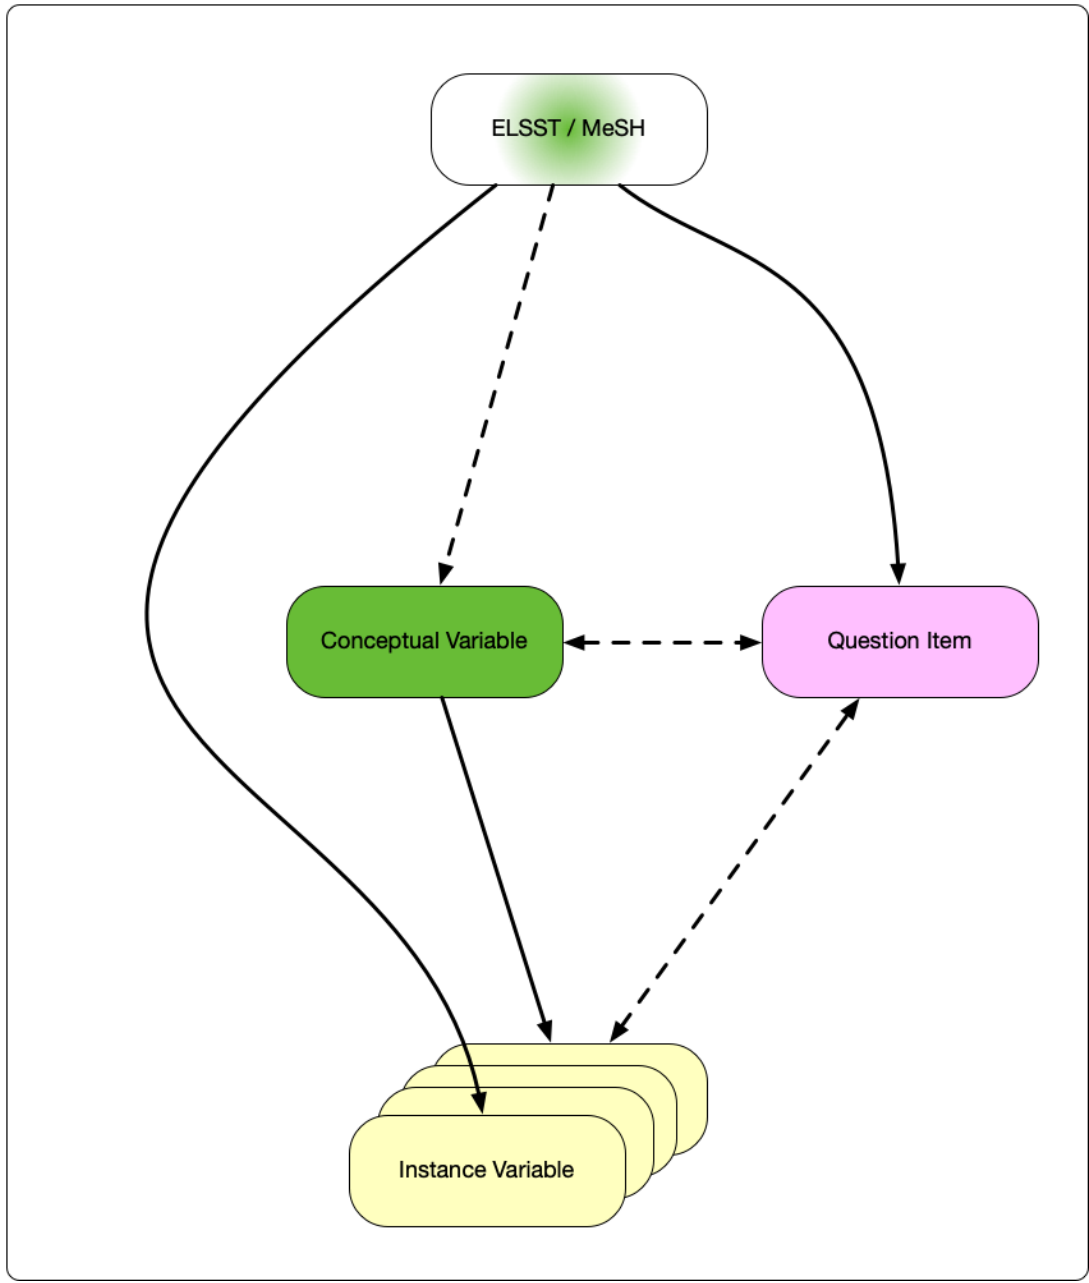 ELSST / MeSH
Conceptual Variable
Question Item
Instance Variable